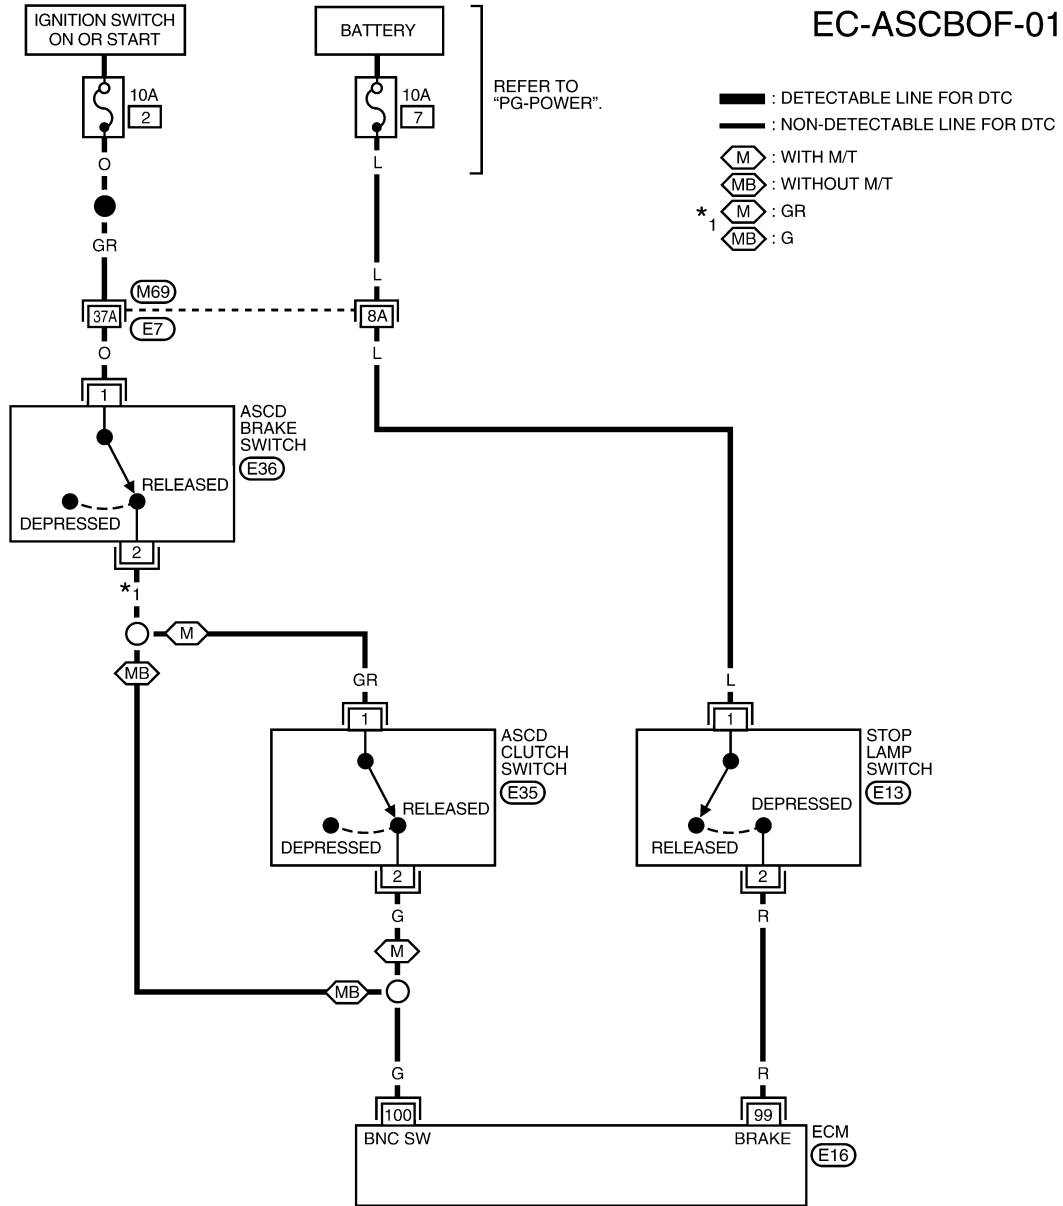 EC-ASCBOF-01
IGNITION SWITCH
ON OR START
BATTERY
REFER TO
“PG-POWER”.
10A
2
10A
7
: DETECTABLE LINE FOR DTC
: NON-DETECTABLE LINE FOR DTC
M : WITH M/T
MB : WITHOUT M/T
*1 M : GR
MB : G
O
L
GR
L
M69
37A
8A
E7
O
L
1
ASCD
BRAKE
SWITCH
E36
RELEASED
DEPRESSED
2
*1
M
MB
GR
L
1
ASCD
CLUTCH
SWITCH
E35
RELEASED
DEPRESSED
2
1
STOP
LAMP
SWITCH
E13
DEPRESSED
RELEASED
2
G
R
M
MB
G
R
100
99
BNC SW
BRAKE
ECM
E16